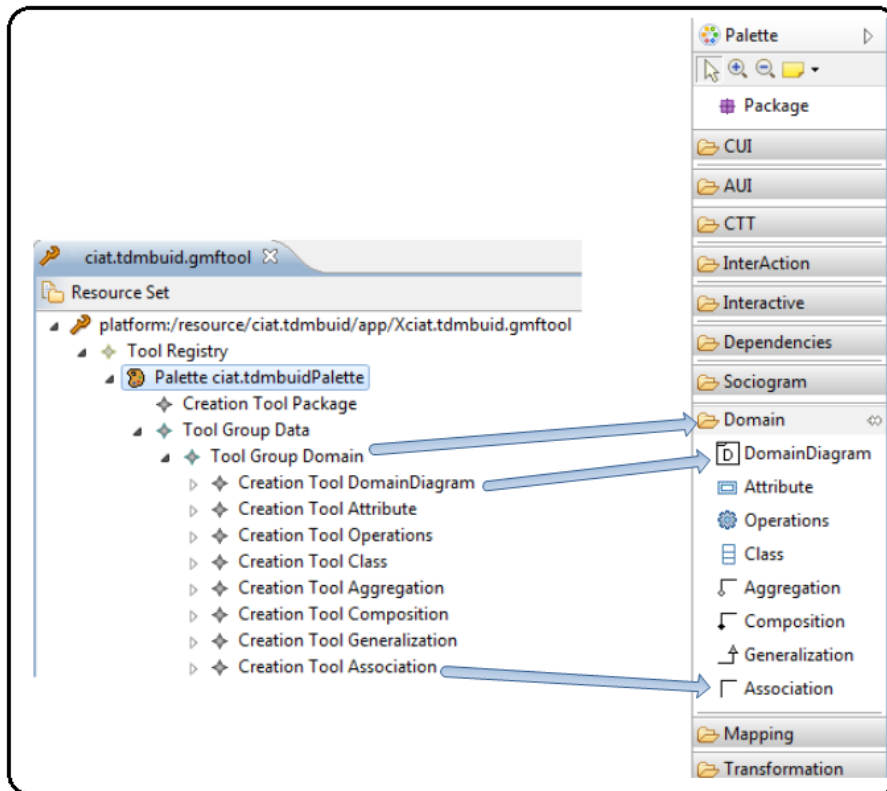 ciat.tdmbuid.gmftool
Resource Set
platform:/resource/ciat.tdmbuid/app/Xciat.tdmbuid.gmftool
Tool Registry
Palette ciat.tdmbuidPalette
Creation Tool Package
Tool Group Data
Tool Group Domain
Creation Tool DomainDiagram
Creation Tool Attribute
Creation Tool Operations
Creation Tool Class
Creation Tool Aggregation
Creation Tool Composition
Creation Tool Generalization
Creation Tool Association
Palette
Package
CUI
AUI
CTT
InterAction
Interactive
Dependencies
Sociogram
Domain
D DomainDiagram
Attribute
Operations
Class
Aggregation
Composition
Generalization
Association
Mapping
Transformation